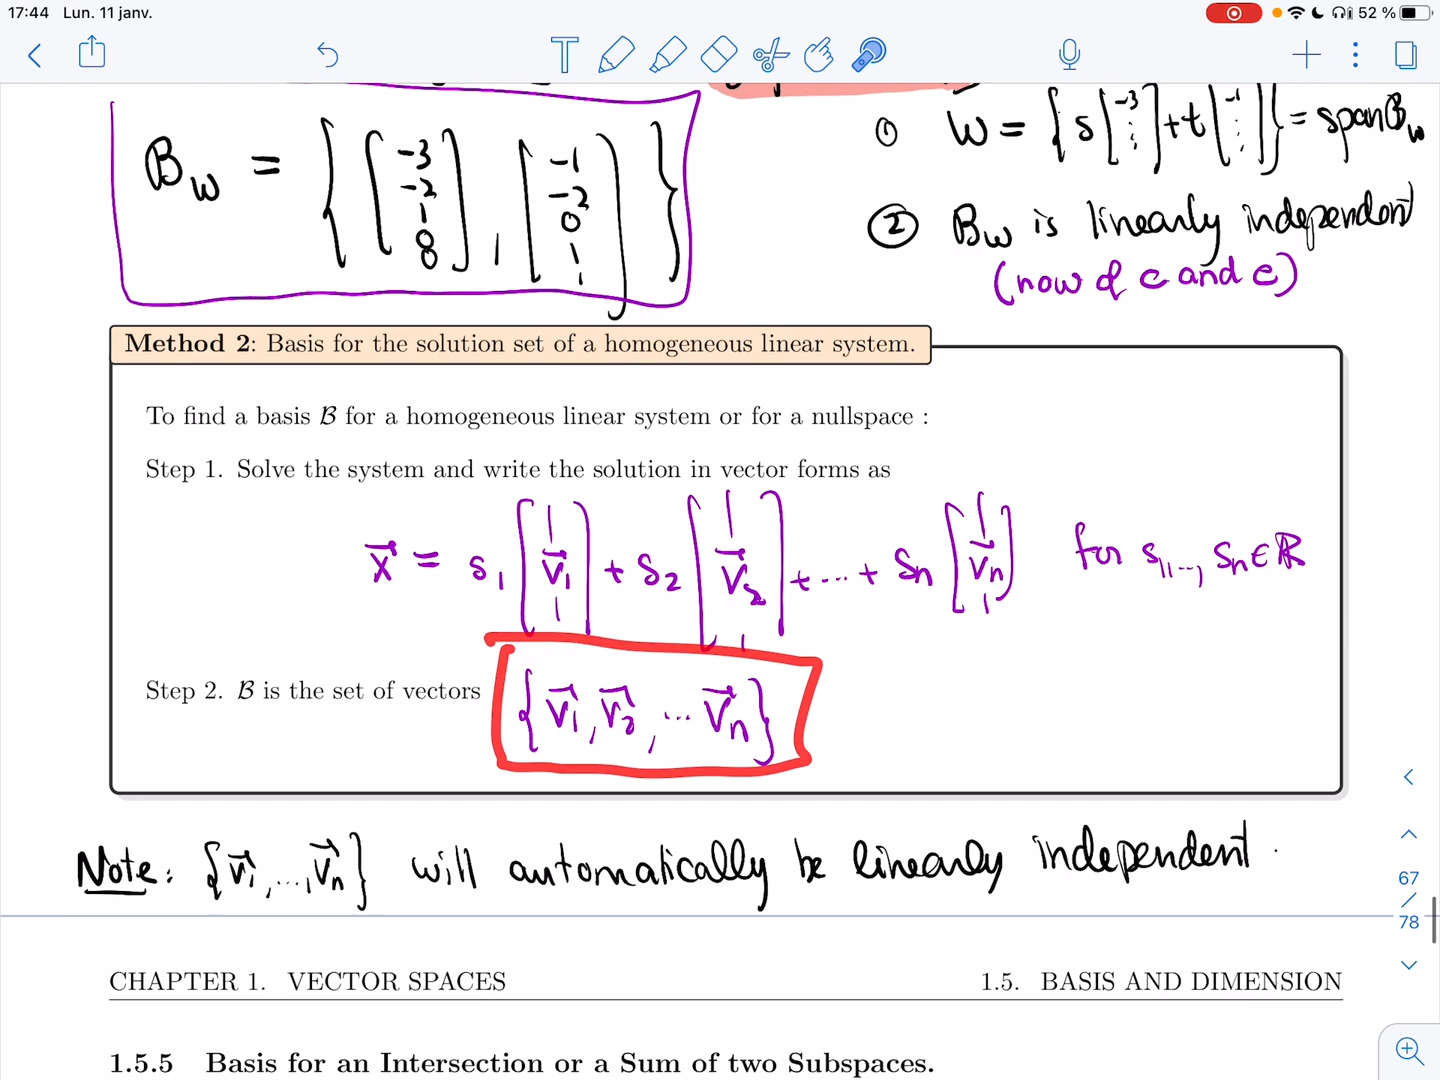 17:44 Lun. 11 janv. 52 %
① W = { s [ -3 ⋮ ] + t [ -1 ⋮ ] } = span B_W
B_W = { [ -3 -2 1 0 ] , [ -1 -2 0 1 ] }
② B_W is linearly independent
(now of c and c)
Method 2: Basis for the solution set of a homogeneous linear system.
To find a basis 𝓑 for a homogeneous linear system or for a nullspace :
Step 1. Solve the system and write the solution in vector forms as
x⃗ = s₁ [ v⃗₁ ] + s₂ [ v⃗₂ ] + ... + sₙ [ v⃗ₙ ] for s₁,..., sₙ ∈ ℝ
Step 2. 𝓑 is the set of vectors { v⃗₁, v⃗₂, ... v⃗ₙ }
Note: { v⃗₁, ..., v⃗ₙ } will automatically be linearly independent.
67
/
78
CHAPTER 1. VECTOR SPACES 1.5. BASIS AND DIMENSION
1.5.5 Basis for an Intersection or a Sum of two Subspaces.